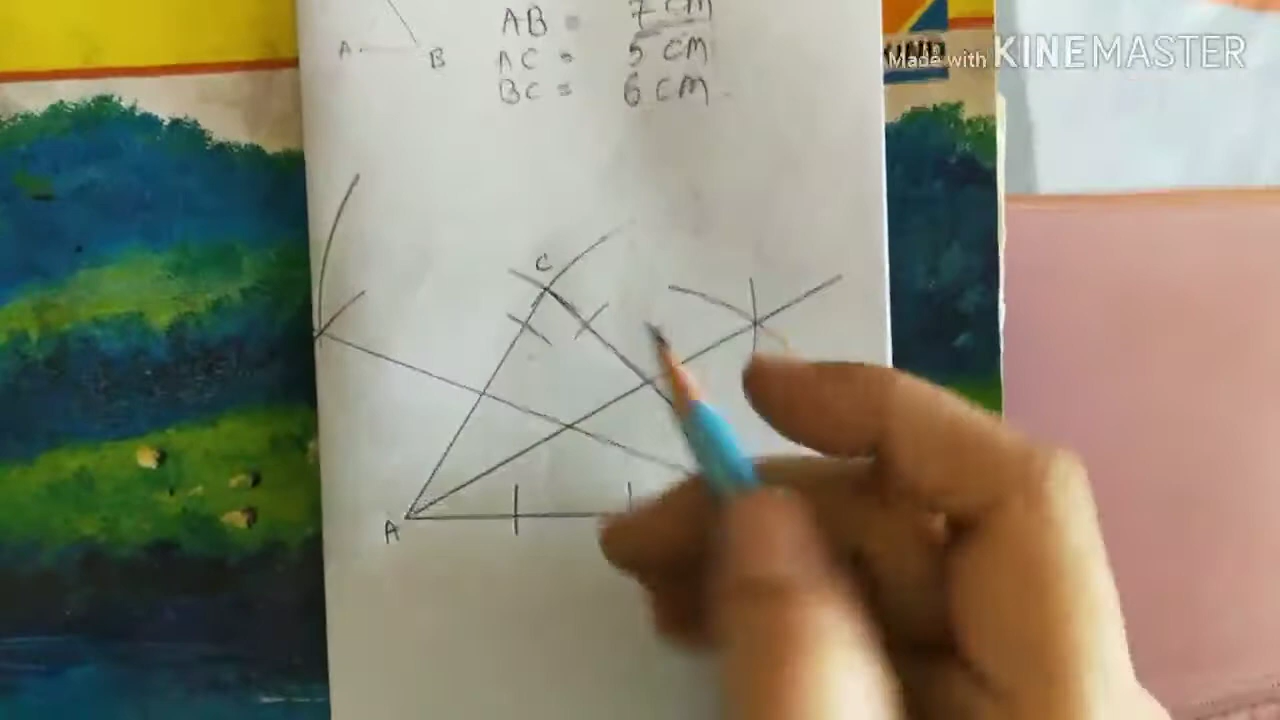 AB = 7 CM
AC = 5 CM
BC = 6 CM
A B
Made with KINEMASTER
C
A